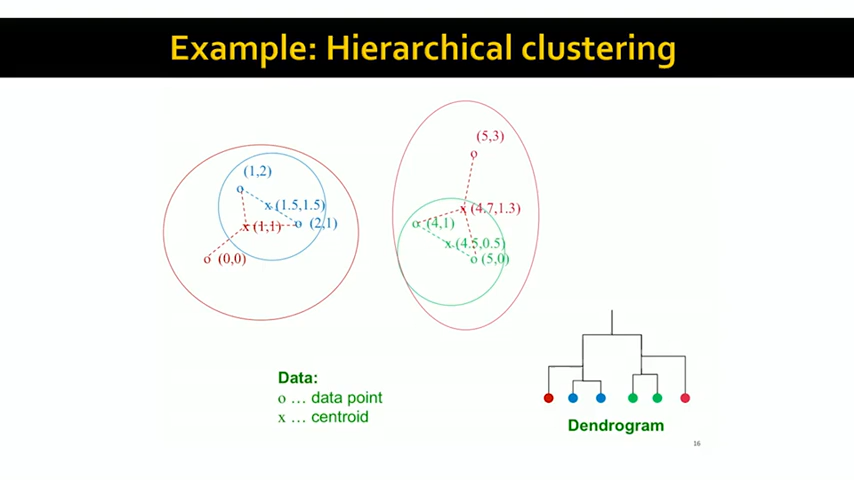 Example: Hierarchical clustering
(5,3)
o
(1,2)
o
x (1.5,1.5)
x (4.7,1.3)
x (1,1)
o (2,1)
o (4,1)
x (4.5,0.5)
o (0,0)
o (5,0)
Data:
o … data point
x … centroid
Dendrogram
16